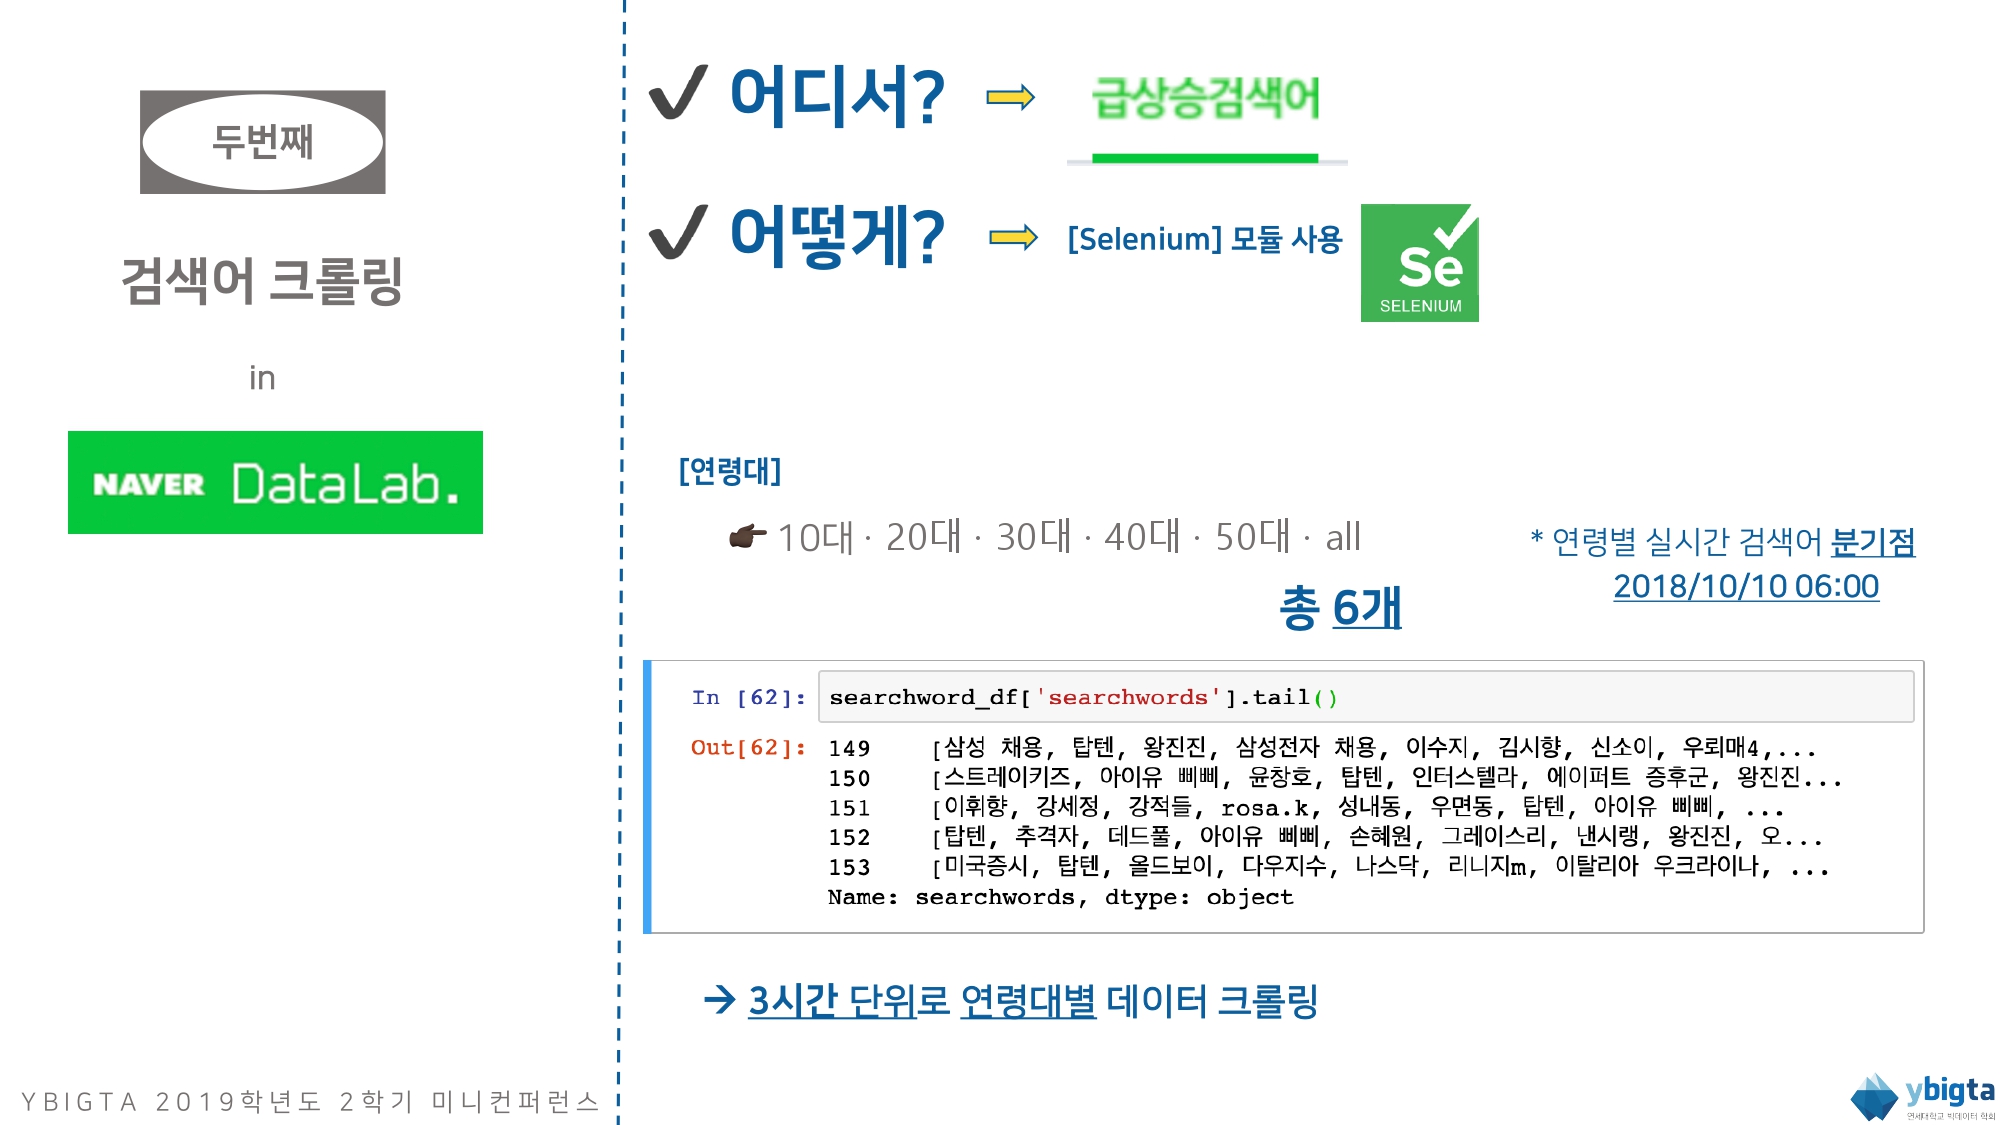 두번째
검색어 크롤링
in
NAVER DataLab.
✔ 어디서? ⇨ 급상승검색어
✔ 어떻게? ⇨ [Selenium] 모듈 사용
Se
SELENIUM
[연령대]
10대 · 20대 · 30대 · 40대 · 50대 · all
총 6개
* 연령별 실시간 검색어 분기점
2018/10/10 06:00
In [62]: searchword_df['searchwords'].tail()
Out[62]: 149 [삼성 채용, 탑텐, 왕진진, 삼성전자 채용, 이수지, 김시향, 신소이, 우뢰매4,...
150 [스트레이키즈, 아이유 삐삐, 윤창호, 탑텐, 인터스텔라, 에이퍼트 증후군, 왕진진...
151 [이휘향, 강세정, 강적들, rosa.k, 성내동, 우면동, 탑텐, 아이유 삐삐, ...
152 [탑텐, 추격자, 데드풀, 아이유 삐삐, 손혜원, 그레이스리, 낸시랭, 왕진진, 오...
153 [미국증시, 탑텐, 올드보이, 다우지수, 나스닥, 리니지m, 이탈리아 우크라이나, ...
Name: searchwords, dtype: object
→ 3시간 단위로 연령대별 데이터 크롤링
YBIGTA 2019학년도 2학기 미니컨퍼런스
ybigta
연세대학교 빅데이터 학회